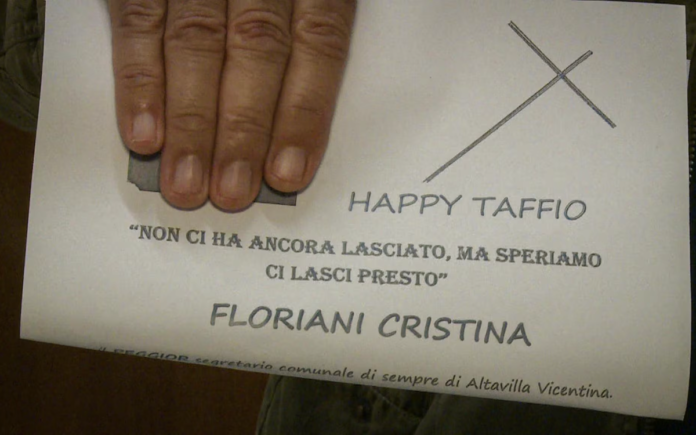 HAPPY TAFFIO
“NON CI HA ANCORA LASCIATO, MA SPERIAMO
CI LASCI PRESTO”
FLORIANI CRISTINA
il PEGGIOR segretario comunale di sempre di Altavilla Vicentina.